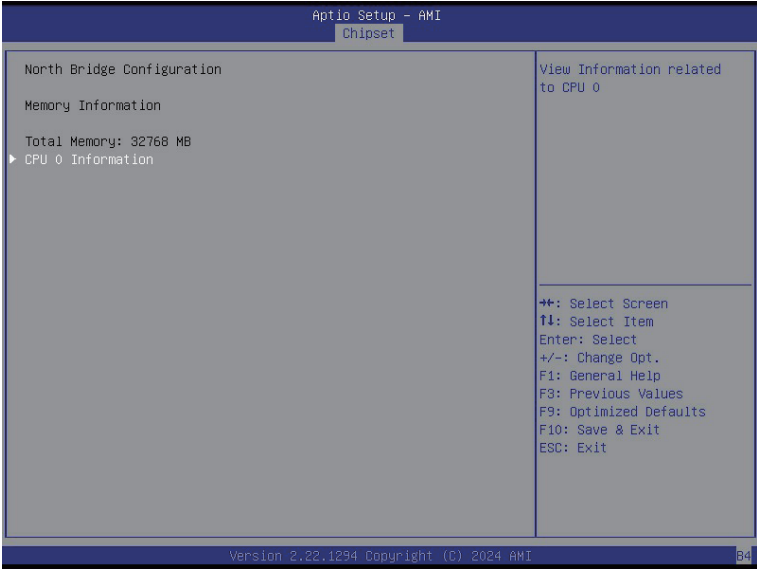 Aptio Setup – AMI
Chipset
North Bridge Configuration
Memory Information
Total Memory: 32768 MB
▶ CPU 0 Information
View Information related
to CPU 0
→←: Select Screen
↑↓: Select Item
Enter: Select
+/-: Change Opt.
F1: General Help
F3: Previous Values
F9: Optimized Defaults
F10: Save & Exit
ESC: Exit
Version 2.22.1294 Copyright (C) 2024 AMI
B4